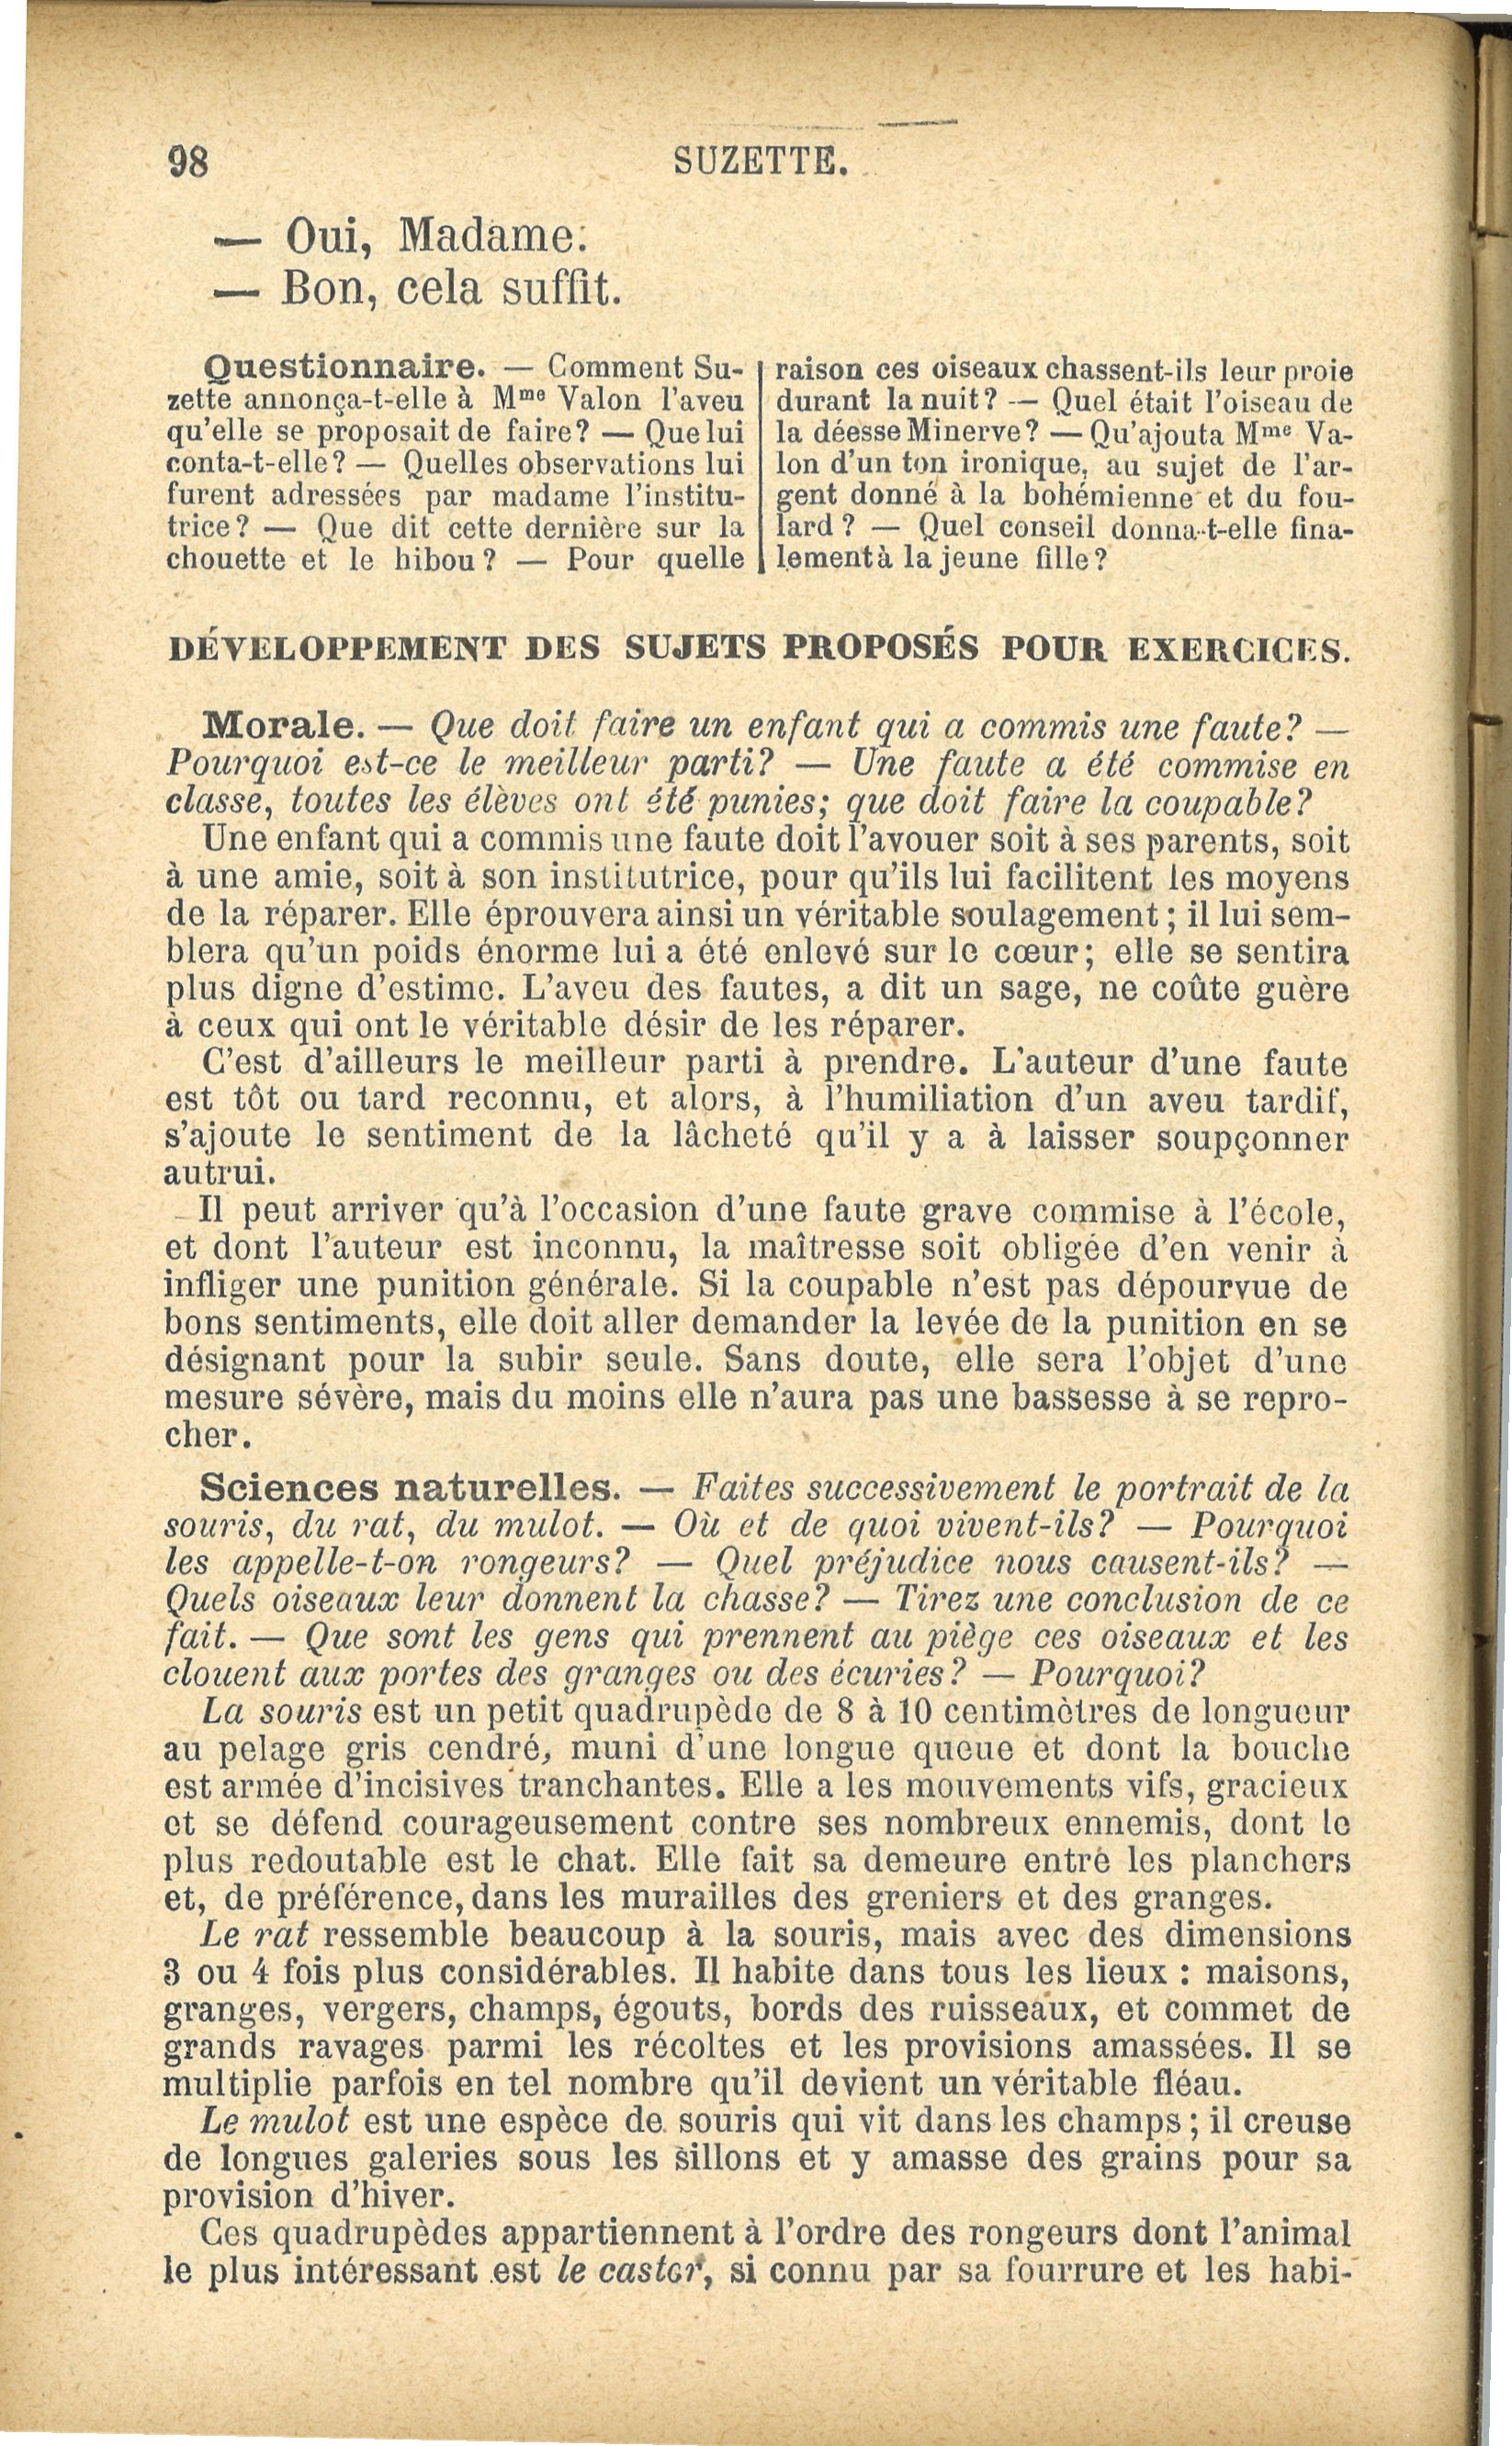 98
SUZETTE.
— Oui, Madame.
— Bon, cela suffit.
Questionnaire. — Comment Su-
zette annonça-t-elle à Mme Valon l'aveu
qu'elle se proposait de faire? — Que lui
conta-t-elle? — Quelles observations lui
furent adressées par madame l'institu-
trice? — Que dit cette dernière sur la
chouette et le hibou? — Pour quelle
raison ces oiseaux chassent-ils leur proie
durant la nuit? — Quel était l'oiseau de
la déesse Minerve? — Qu'ajouta Mme Va-
lon d'un ton ironique, au sujet de l'ar-
gent donné à la bohémienne et du fou-
lard? — Quel conseil donna-t-elle fina-
lement à la jeune fille?
DÉVELOPPEMENT DES SUJETS PROPOSÉS POUR EXERCICES.
Morale. — Que doit faire un enfant qui a commis une faute? —
Pourquoi est-ce le meilleur parti? — Une faute a été commise en
classe, toutes les élèves ont été punies; que doit faire la coupable?
Une enfant qui a commis une faute doit l'avouer soit à ses parents, soit
à une amie, soit à son institutrice, pour qu'ils lui facilitent les moyens
de la réparer. Elle éprouvera ainsi un véritable soulagement; il lui sem-
blera qu'un poids énorme lui a été enlevé sur le cœur; elle se sentira
plus digne d'estime. L'aveu des fautes, a dit un sage, ne coûte guère
à ceux qui ont le véritable désir de les réparer.
C'est d'ailleurs le meilleur parti à prendre. L'auteur d'une faute
est tôt ou tard reconnu, et alors, à l'humiliation d'un aveu tardif,
s'ajoute le sentiment de la lâcheté qu'il y a à laisser soupçonner
autrui.
Il peut arriver qu'à l'occasion d'une faute grave commise à l'école,
et dont l'auteur est inconnu, la maîtresse soit obligée d'en venir à
infliger une punition générale. Si la coupable n'est pas dépourvue de
bons sentiments, elle doit aller demander la levée de la punition en se
désignant pour la subir seule. Sans doute, elle sera l'objet d'une
mesure sévère, mais du moins elle n'aura pas une bassesse à se repro-
cher.
Sciences naturelles. — Faites successivement le portrait de la
souris, du rat, du mulot. — Où et de quoi vivent-ils? — Pourquoi
les appelle-t-on rongeurs? — Quel préjudice nous causent-ils? —
Quels oiseaux leur donnent la chasse? — Tirez une conclusion de ce
fait. — Que sont les gens qui prennent au piège ces oiseaux et les
clouent aux portes des granges ou des écuries? — Pourquoi?
La souris est un petit quadrupède de 8 à 10 centimètres de longueur
au pelage gris cendré, muni d'une longue queue et dont la bouche
est armée d'incisives tranchantes. Elle a les mouvements vifs, gracieux
et se défend courageusement contre ses nombreux ennemis, dont le
plus redoutable est le chat. Elle fait sa demeure entre les planchers
et, de préférence, dans les murailles des greniers et des granges.
Le rat ressemble beaucoup à la souris, mais avec des dimensions
3 ou 4 fois plus considérables. Il habite dans tous les lieux : maisons,
granges, vergers, champs, égouts, bords des ruisseaux, et commet de
grands ravages parmi les récoltes et les provisions amassées. Il se
multiplie parfois en tel nombre qu'il devient un véritable fléau.
Le mulot est une espèce de souris qui vit dans les champs; il creuse
de longues galeries sous les sillons et y amasse des grains pour sa
provision d'hiver.
Ces quadrupèdes appartiennent à l'ordre des rongeurs dont l'animal
le plus intéressant est le castor, si connu par sa fourrure et les habi-